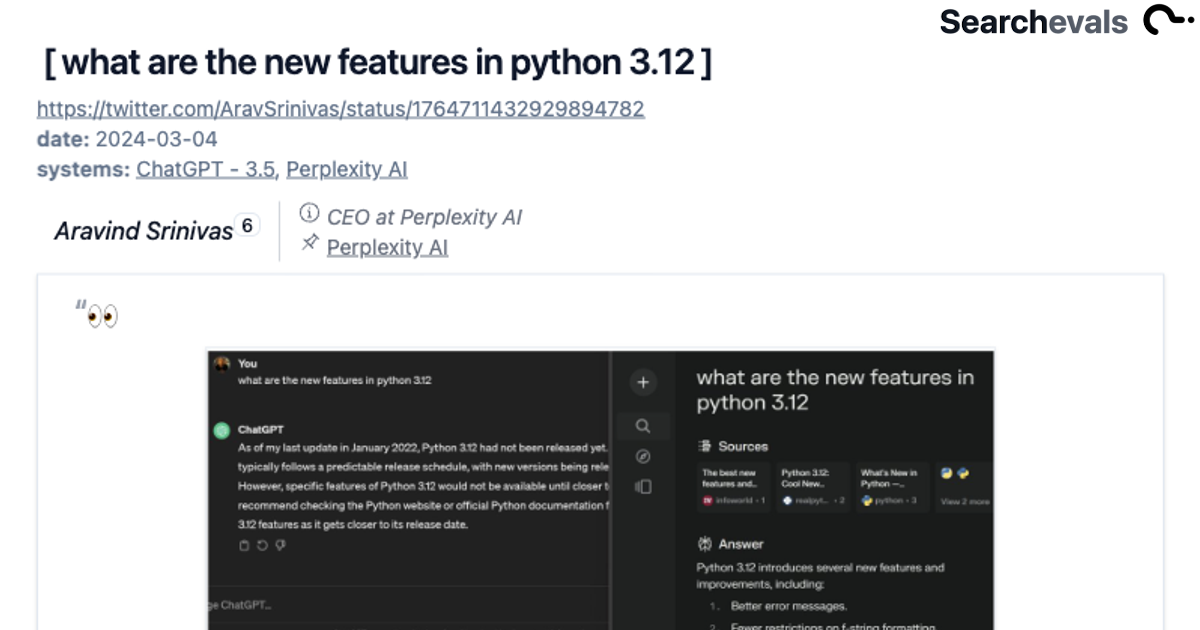 Searchevals
[ what are the new features in python 3.12 ]
https://twitter.com/AravSrinivas/status/1764711432929894782
date: 2024-03-04
systems: ChatGPT - 3.5, Perplexity AI
Aravind Srinivas 6
CEO at Perplexity AI
Perplexity AI
“👀
You
what are the new features in python 3.12
ChatGPT
As of my last update in January 2022, Python 3.12 had not been released yet.
typically follows a predictable release schedule, with new versions being rele
However, specific features of Python 3.12 would not be available until closer t
recommend checking the Python website or official Python documentation f
3.12 features as it gets closer to its release date.
ge ChatGPT...
what are the new features in
python 3.12
Sources
The best new
features and...
infoworld · 1
Python 3.12:
Cool New...
realpyt... · 2
What's New in
Python —...
python · 3
View 2 more
Answer
Python 3.12 introduces several new features and
improvements, including:
1. Better error messages.
2. Fewer restrictions on f-string formatting.